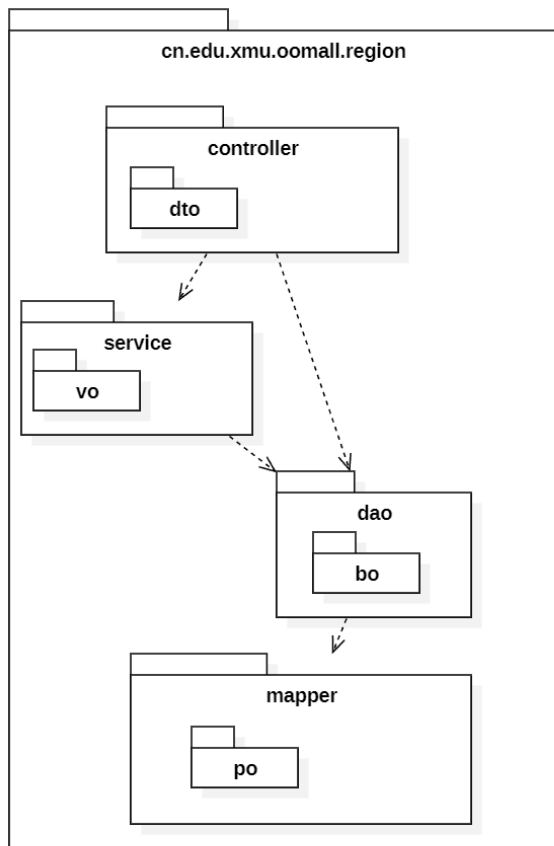 cn.edu.xmu.oomall.region
controller
dto
service
vo
dao
bo
mapper
po